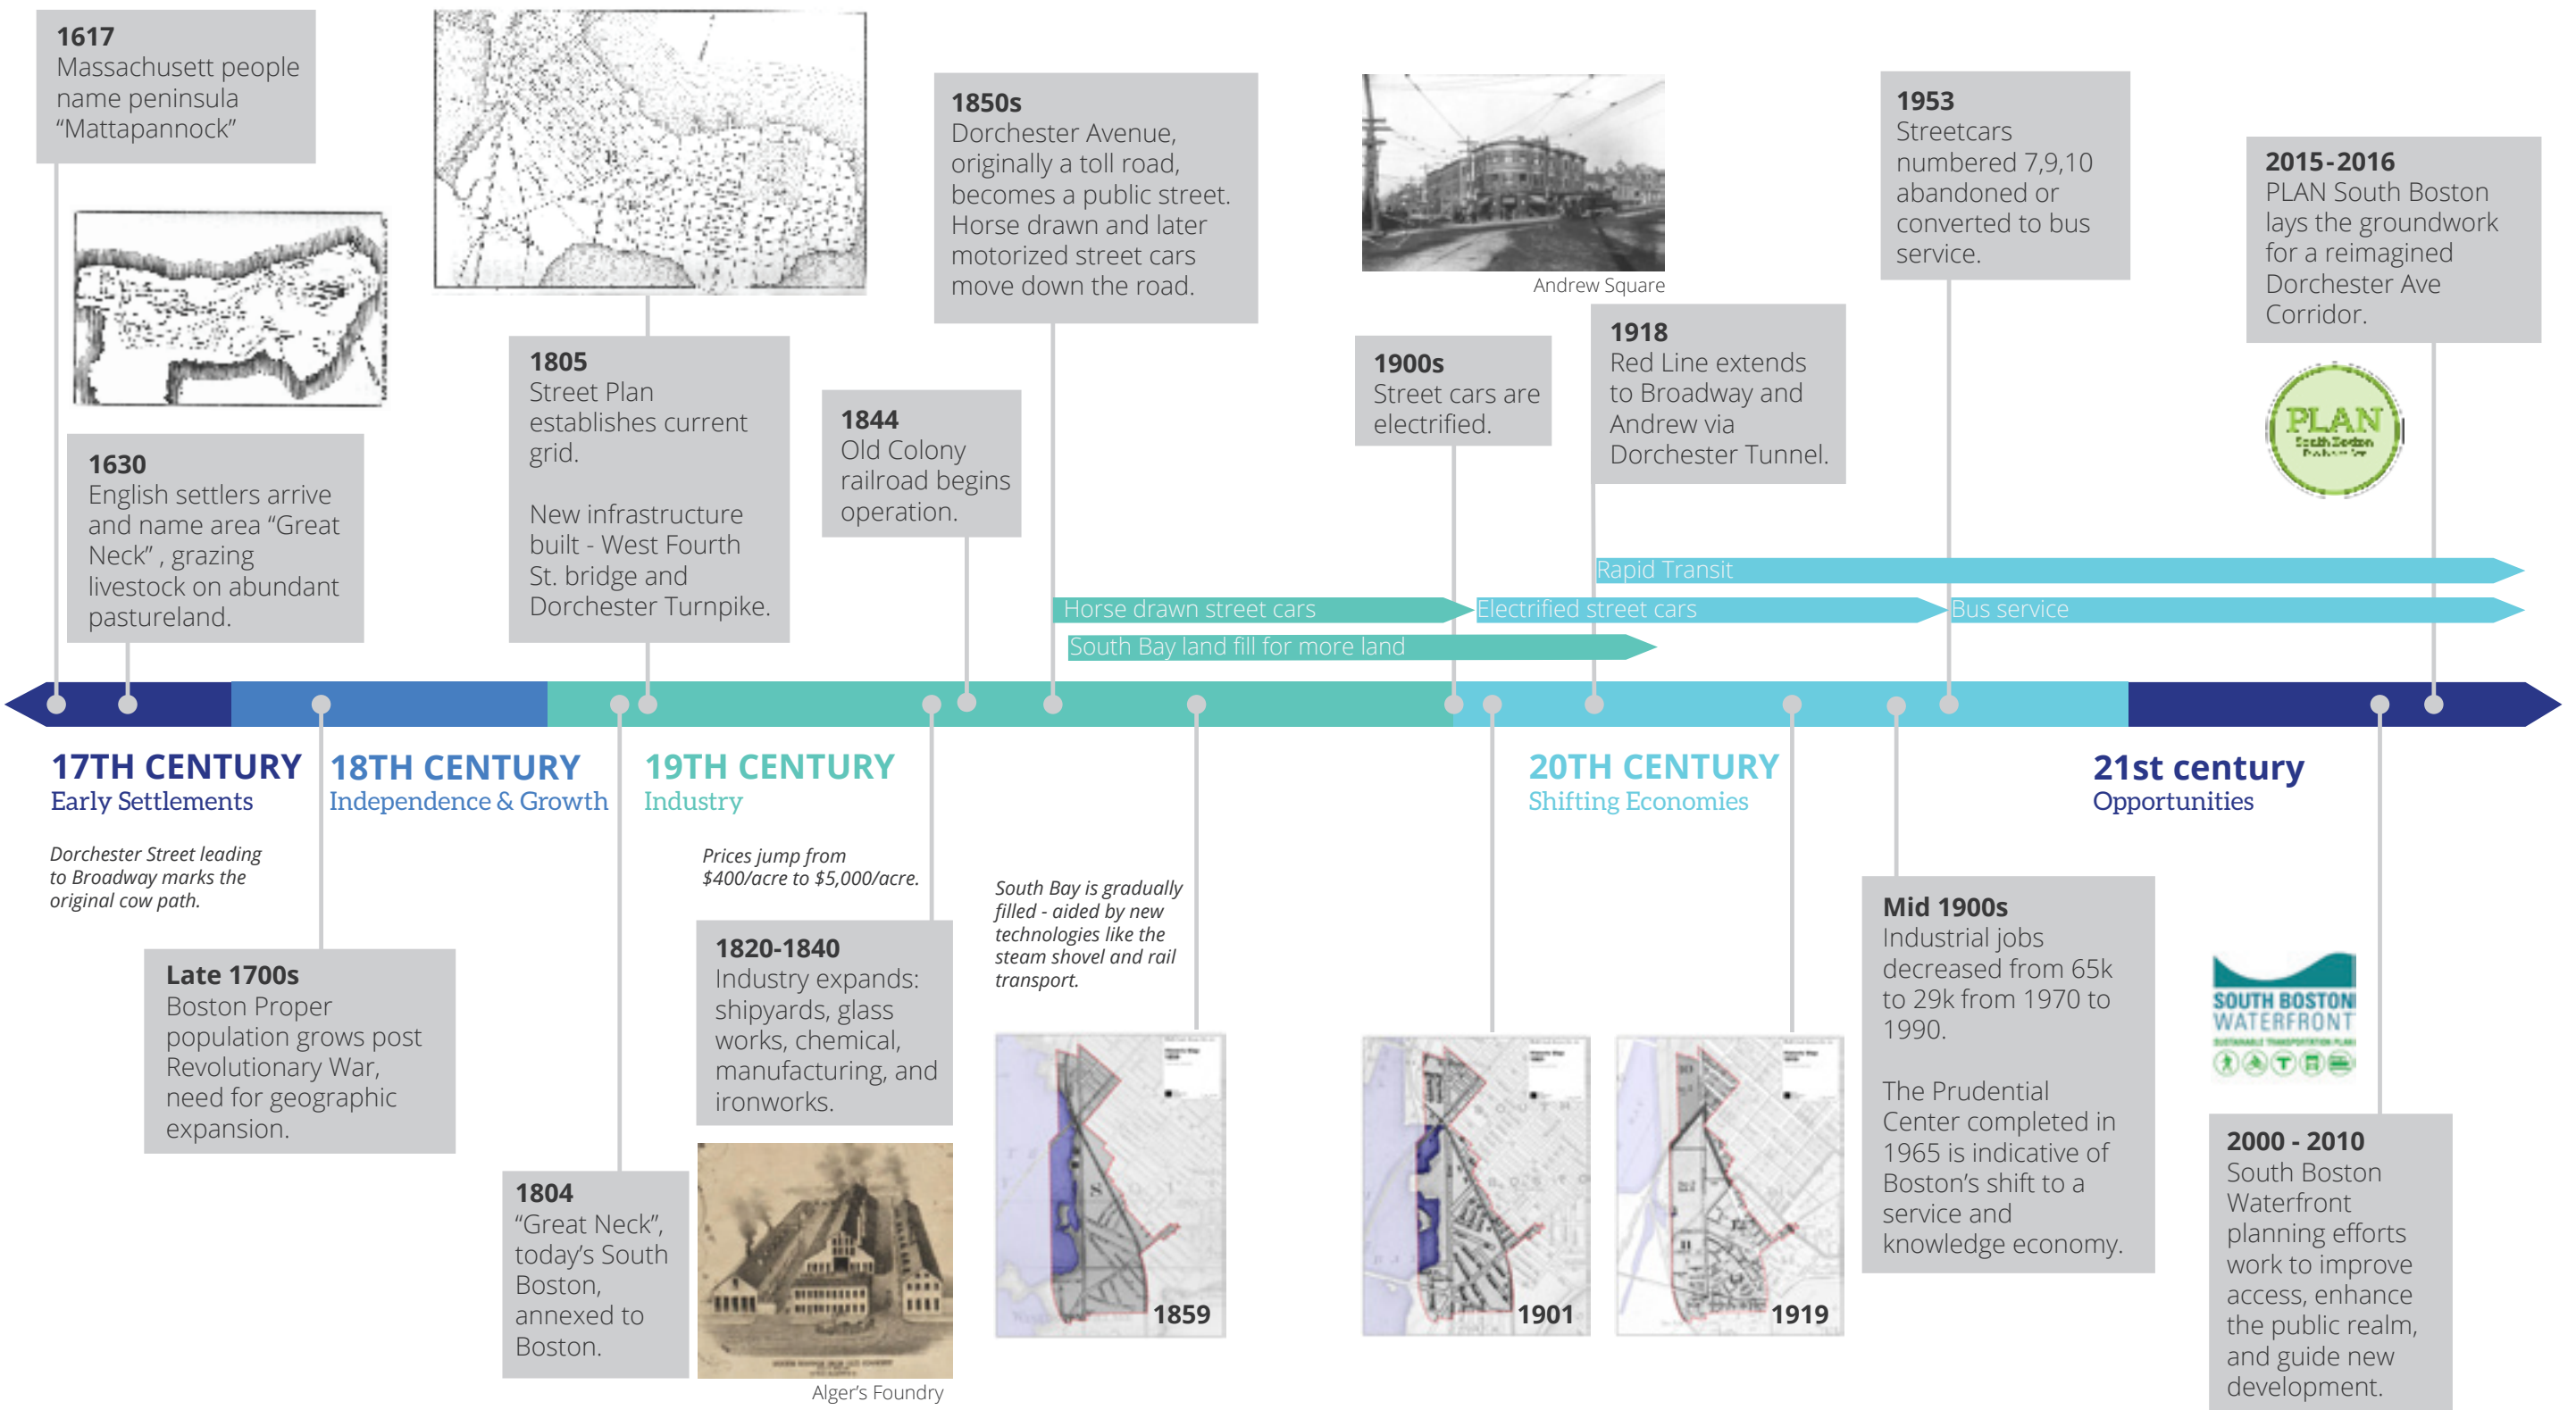 1617
Massachusett people
name peninsula
“Mattapannock”
1630
English settlers arrive
and name area “Great
Neck” , grazing
livestock on abundant
pastureland.
1805
Street Plan
establishes current
grid.
New infrastructure
built - West Fourth
St. bridge and
Dorchester Turnpike.
1844
Old Colony
railroad begins
operation.
1850s
Dorchester Avenue,
originally a toll road,
becomes a public street.
Horse drawn and later
motorized street cars
move down the road.
Andrew Square
1900s
Street cars are
electrified.
1918
Red Line extends
to Broadway and
Andrew via
Dorchester Tunnel.
1953
Streetcars
numbered 7,9,10
abandoned or
converted to bus
service.
2015-2016
PLAN South Boston
lays the groundwork
for a reimagined
Dorchester Ave
Corridor.
PLAN
South Boston
Rapid Transit
Horse drawn street cars
Electrified street cars
Bus service
South Bay land fill for more land
17TH CENTURY
Early Settlements
18TH CENTURY
Independence & Growth
19TH CENTURY
Industry
20TH CENTURY
Shifting Economies
21st century
Opportunities
Dorchester Street leading
to Broadway marks the
original cow path.
Late 1700s
Boston Proper
population grows post
Revolutionary War,
need for geographic
expansion.
1804
“Great Neck”,
today’s South
Boston,
annexed to
Boston.
Prices jump from
$400/acre to $5,000/acre.
1820-1840
Industry expands:
shipyards, glass
works, chemical,
manufacturing, and
ironworks.
Alger’s Foundry
South Bay is gradually
filled - aided by new
technologies like the
steam shovel and rail
transport.
1859
1901
1919
Mid 1900s
Industrial jobs
decreased from 65k
to 29k from 1970 to
1990.
The Prudential
Center completed in
1965 is indicative of
Boston’s shift to a
service and
knowledge economy.
SOUTH BOSTON
WATERFRONT
SUSTAINABLE TRANSPORTATION PLAN
2000 - 2010
South Boston
Waterfront
planning efforts
work to improve
access, enhance
the public realm,
and guide new
development.